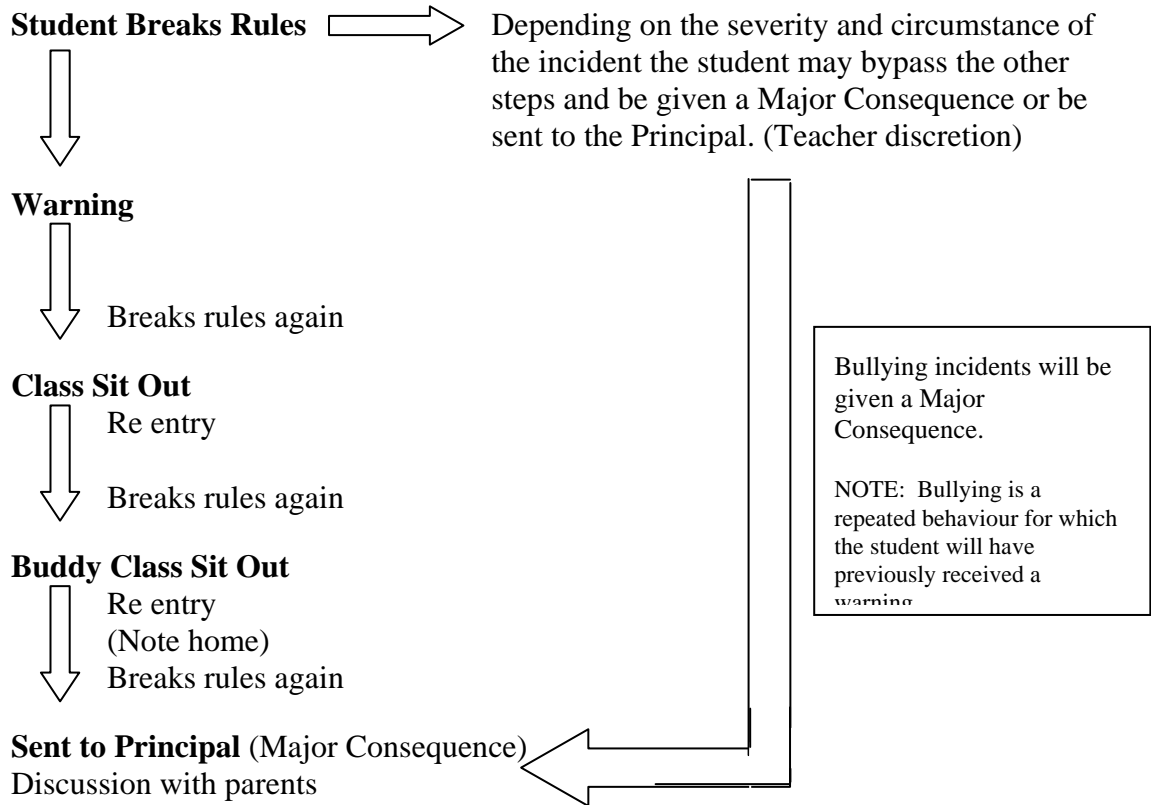 Student Breaks Rules
Depending on the severity and circumstance of
the incident the student may bypass the other
steps and be given a Major Consequence or be
sent to the Principal. (Teacher discretion)
Warning
Breaks rules again
Class Sit Out
Re entry
Breaks rules again
Buddy Class Sit Out
Re entry
(Note home)
Breaks rules again
Sent to Principal (Major Consequence)
Discussion with parents
Bullying incidents will be
given a Major
Consequence.
NOTE: Bullying is a
repeated behaviour for which
the student will have
previously received a
warning